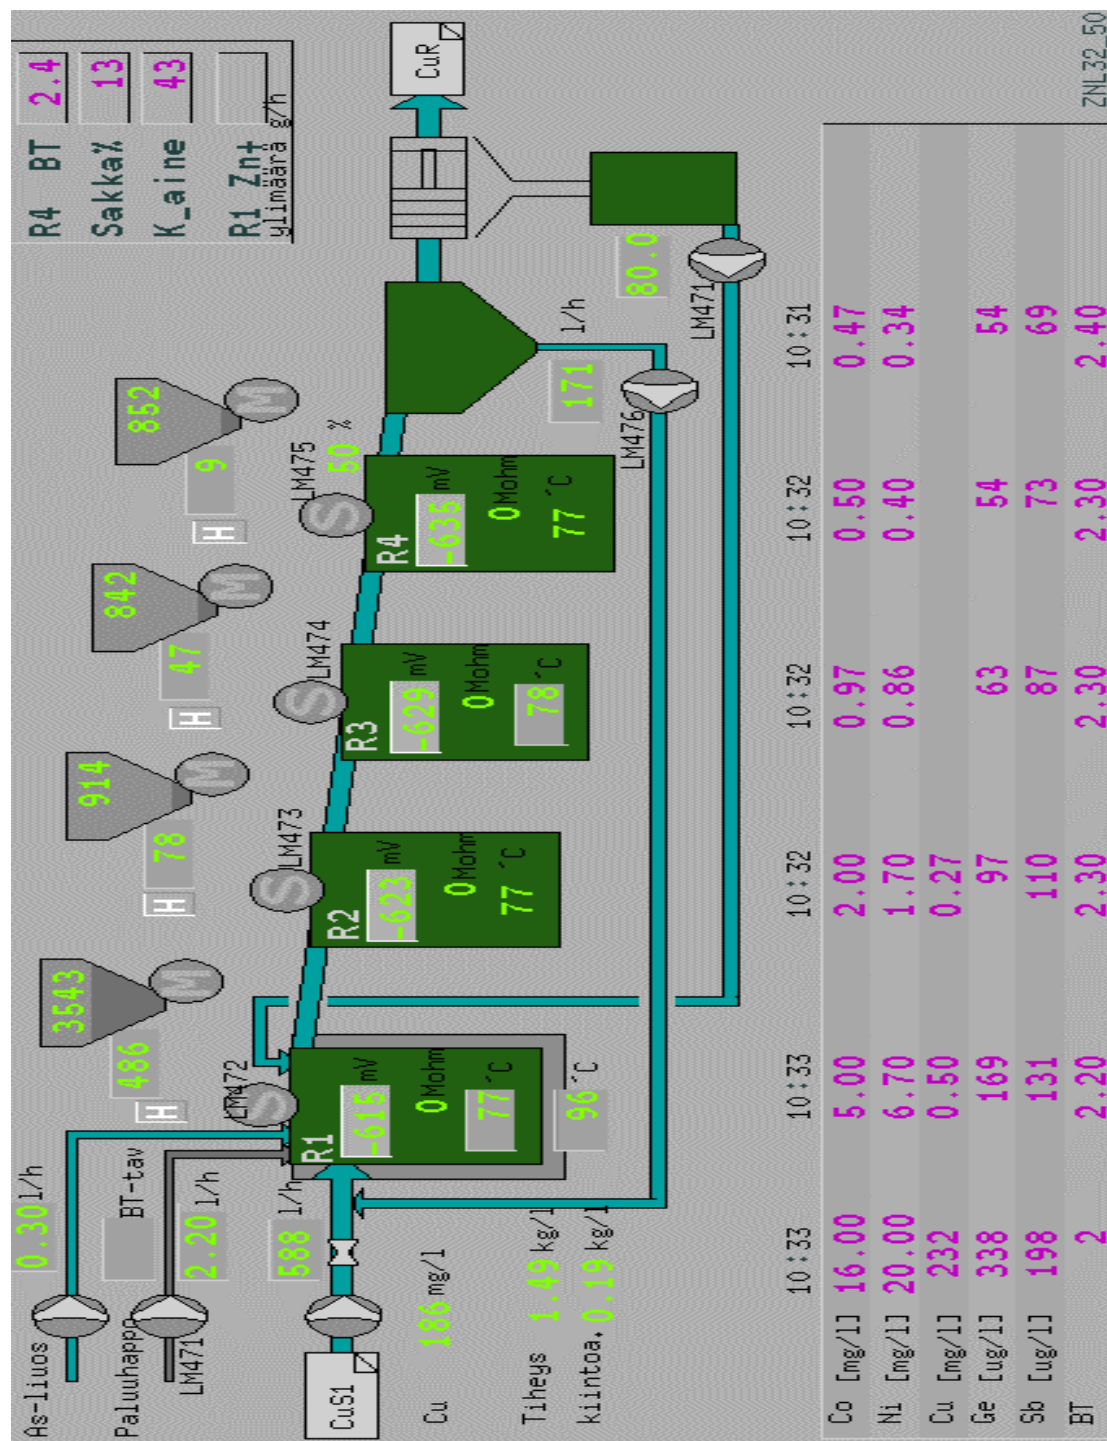 As-liuos
0.30 l/h
BT-tav
Paluuhappo
2.20 l/h
LM471
588 l/h
CuS1
Cu
186 mg/l
Tiheys
1.49 kg/l
kiintoa.
0.19 kg/l
3543
486
H
M
LM472
S
R1
-615 mV
0 Mohm
77 °C
96 °C
914
78
H
M
LM473
S
R2
-623 mV
0 Mohm
77 °C
842
47
H
M
LM474
S
R3
-629 mV
0 Mohm
78 °C
852
9
H
M
LM475
50 %
S
R4
-635 mV
0 Mohm
77 °C
171 l/h
LM476
80.0
LM471
CuR
R4 BT 2.4
Sakka% 13
K_aine 43
R1 Zn+
ylimäärä g/h
10:33 10:33 10:32 10:32 10:32 10:31
Co [mg/l] 16.00 5.00 2.00 0.97 0.50 0.47
Ni [mg/l] 20.00 6.70 1.70 0.86 0.40 0.34
Cu [mg/l] 232 0.50 0.27
Ge [ug/l] 338 169 97 63 54 54
Sb [ug/l] 198 131 110 87 73 69
BT 2 2.20 2.30 2.30 2.30 2.40
ZNL32_50